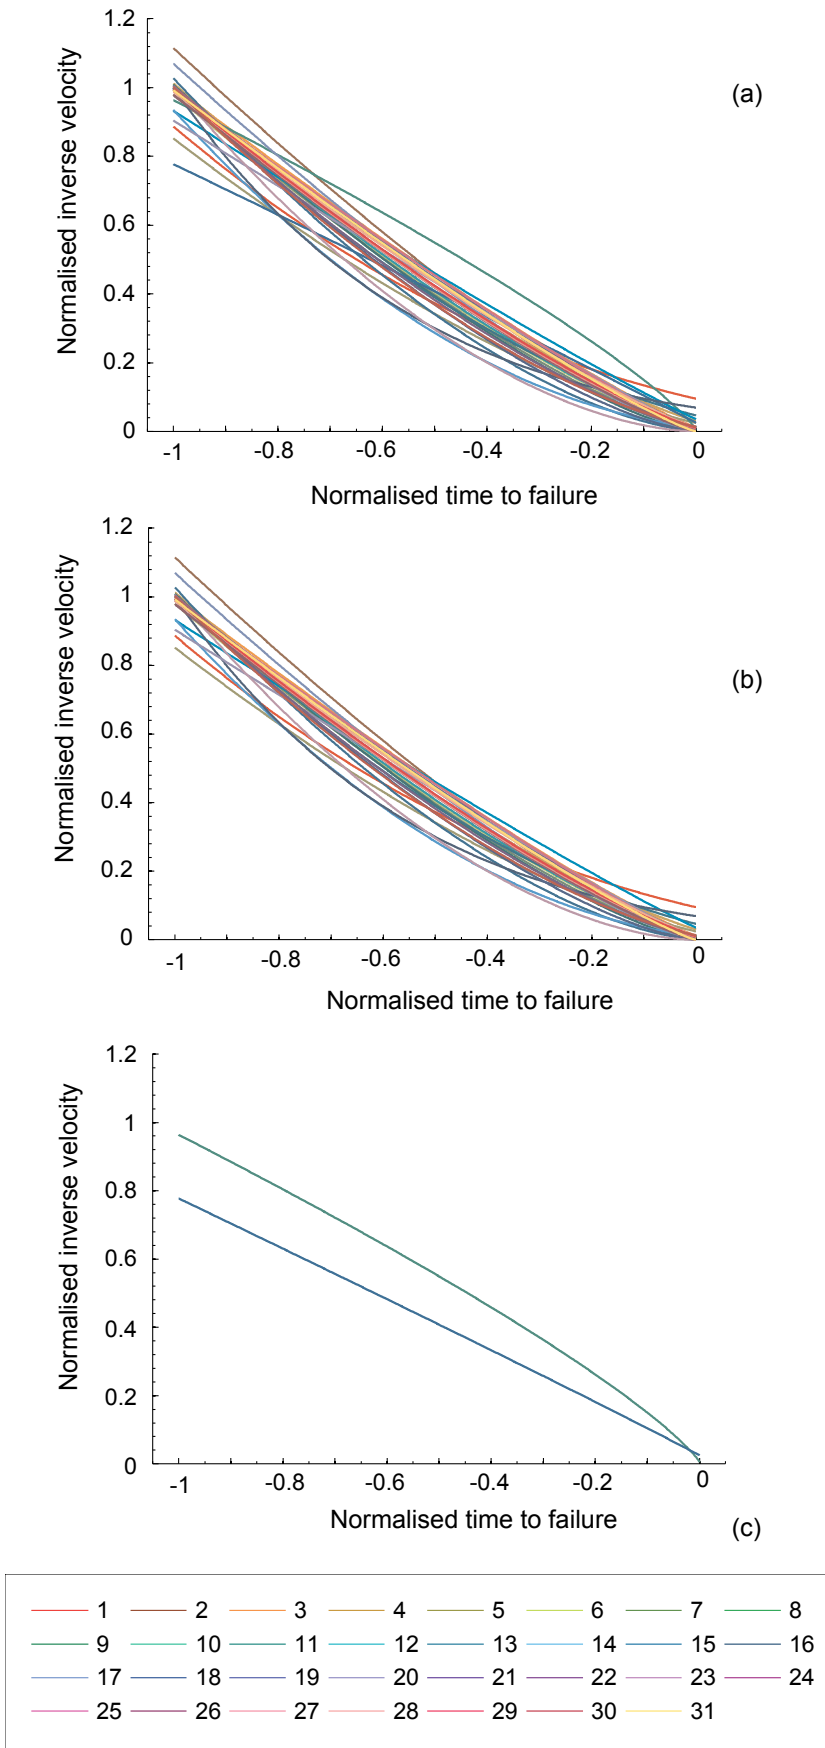 1.2
1
0.8
0.6
0.4
0.2
0
Normalised inverse velocity
(a)
-1 -0.8 -0.6 -0.4 -0.2 0
Normalised time to failure
1.2
1
0.8
0.6
0.4
0.2
0
Normalised inverse velocity
(b)
-1 -0.8 -0.6 -0.4 -0.2 0
Normalised time to failure
1.2
1
0.8
0.6
0.4
0.2
0
Normalised inverse velocity
-1 -0.8 -0.6 -0.4 -0.2 0
Normalised time to failure
(c)
1 2 3 4 5 6 7 8
9 10 11 12 13 14 15 16
17 18 19 20 21 22 23 24
25 26 27 28 29 30 31